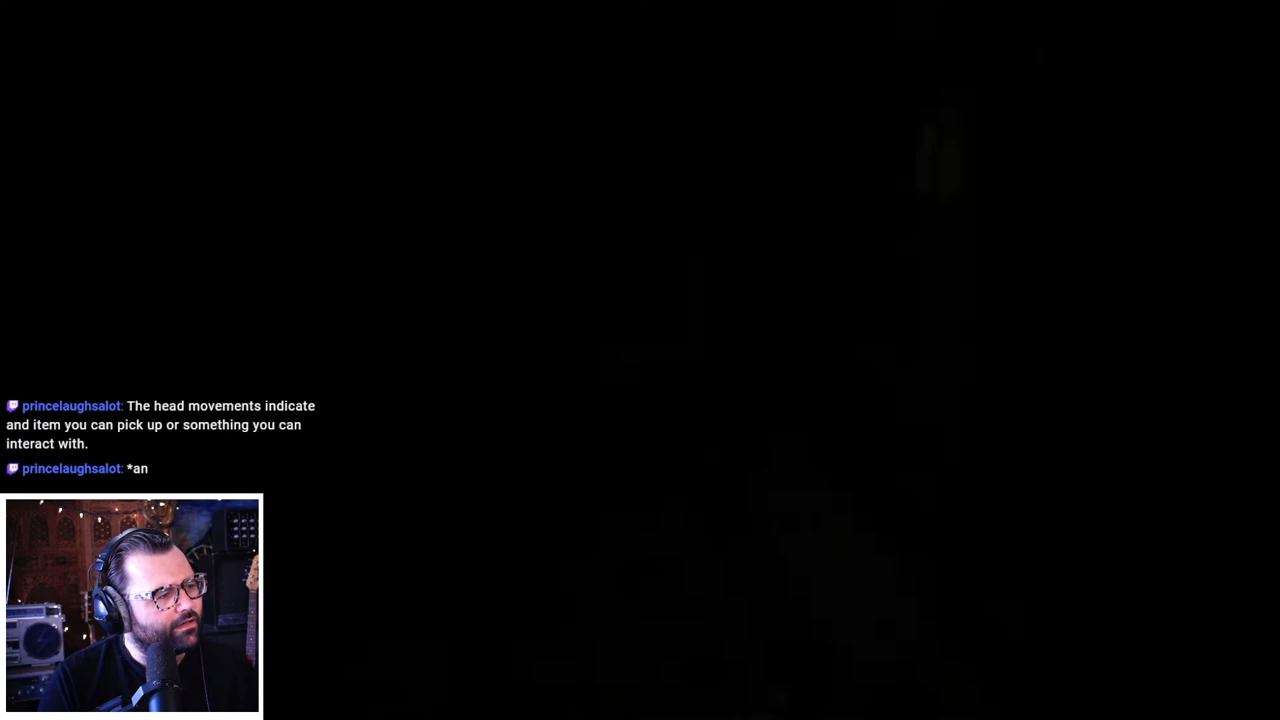 princelaughsalot: The head movements indicate
and item you can pick up or something you can
interact with.
princelaughsalot: *an